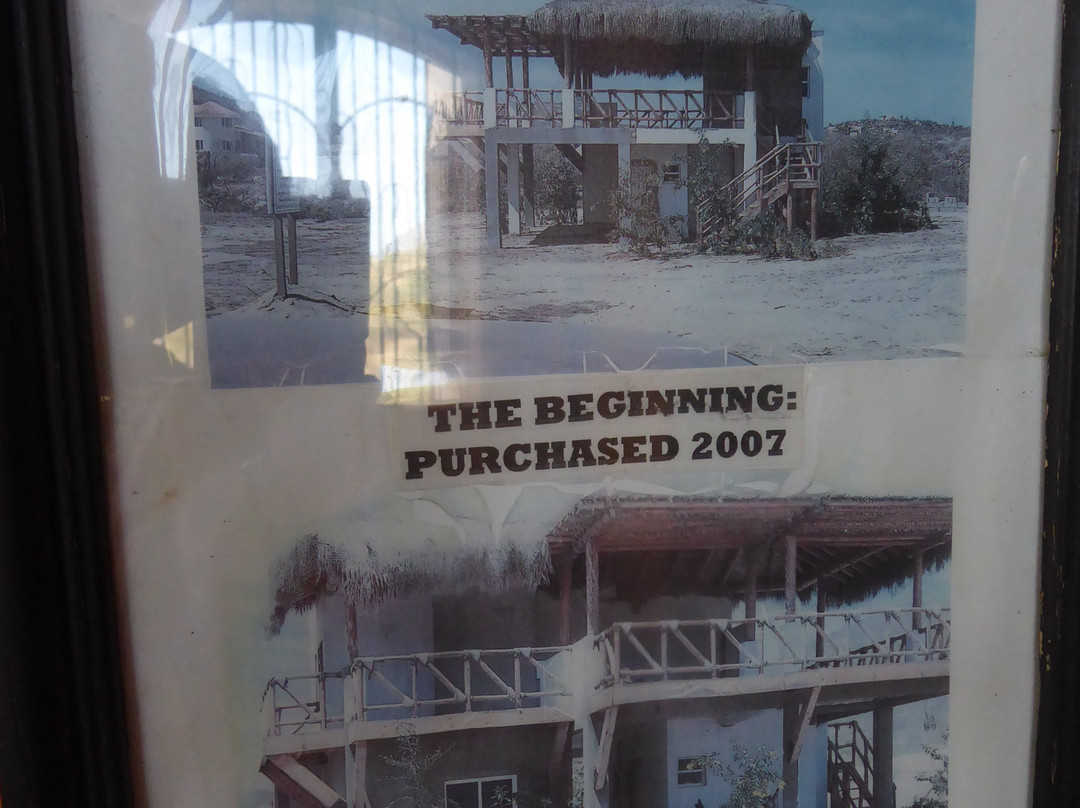 THE BEGINNING:
PURCHASED 2007